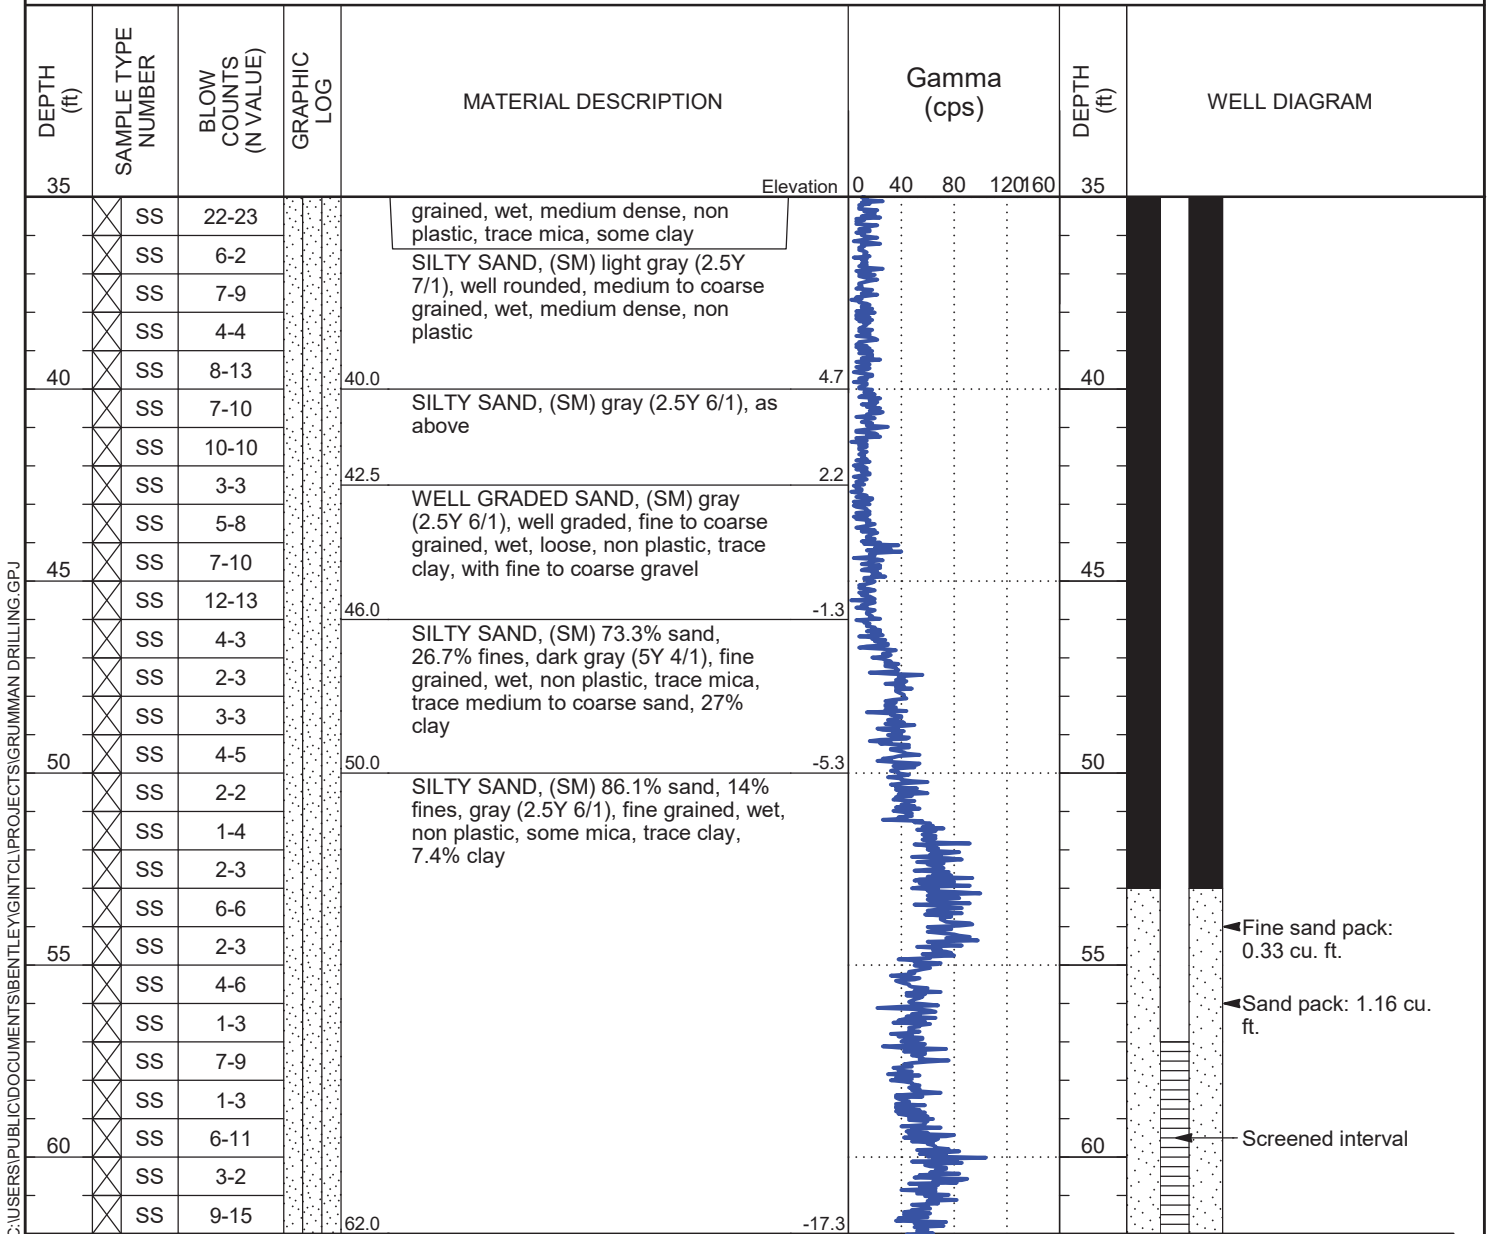 DEPTH
(ft)
SAMPLE TYPE
NUMBER
BLOW
COUNTS
(N VALUE)
GRAPHIC
LOG
MATERIAL DESCRIPTION
Gamma
(cps)
DEPTH
(ft)
WELL DIAGRAM
35
Elevation
0 40 80 120160
35
SS 22-23
SS 6-2
SS 7-9
SS 4-4
SS 8-13
SS 7-10
SS 10-10
SS 3-3
SS 5-8
SS 7-10
SS 12-13
SS 4-3
SS 2-3
SS 3-3
SS 4-5
SS 2-2
SS 1-4
SS 2-3
SS 6-6
SS 2-3
SS 4-6
SS 1-3
SS 7-9
SS 1-3
SS 6-11
SS 3-2
SS 9-15
40
45
50
55
60
grained, wet, medium dense, non
plastic, trace mica, some clay
SILTY SAND, (SM) light gray (2.5Y
7/1), well rounded, medium to coarse
grained, wet, medium dense, non
plastic
40.0 4.7
SILTY SAND, (SM) gray (2.5Y 6/1), as
above
42.5 2.2
WELL GRADED SAND, (SM) gray
(2.5Y 6/1), well graded, fine to coarse
grained, wet, loose, non plastic, trace
clay, with fine to coarse gravel
46.0 -1.3
SILTY SAND, (SM) 73.3% sand,
26.7% fines, dark gray (5Y 4/1), fine
grained, wet, non plastic, trace mica,
trace medium to coarse sand, 27%
clay
50.0 -5.3
SILTY SAND, (SM) 86.1% sand, 14%
fines, gray (2.5Y 6/1), fine grained, wet,
non plastic, some mica, trace clay,
7.4% clay
62.0 -17.3
40
45
50
55
60
Fine sand pack:
0.33 cu. ft.
Sand pack: 1.16 cu.
ft.
Screened interval
C:\USERS\PUBLIC\DOCUMENTS\BENTLEY\GINTCL\PROJECTS\GRUMMAN DRILLING.GPJ